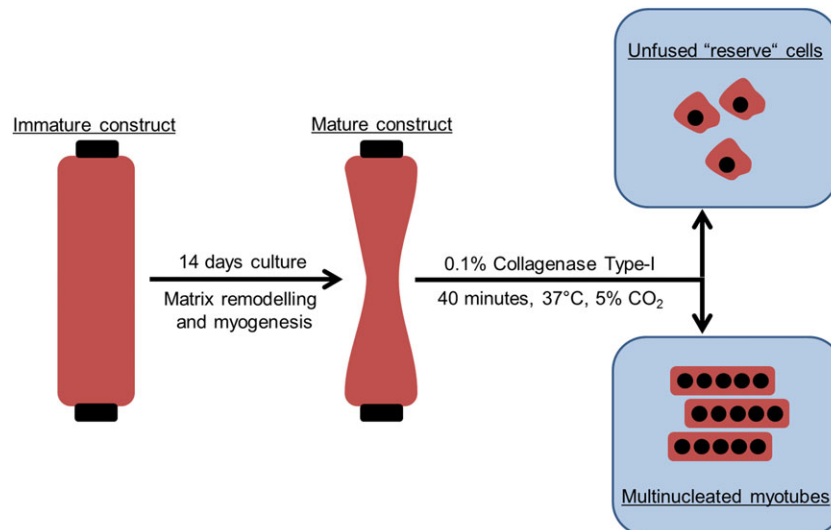 Immature construct
14 days culture
Matrix remodelling
and myogenesis
Mature construct
0.1% Collagenase Type-I
40 minutes, 37°C, 5% CO₂
Unfused “reserve“ cells
Multinucleated myotubes